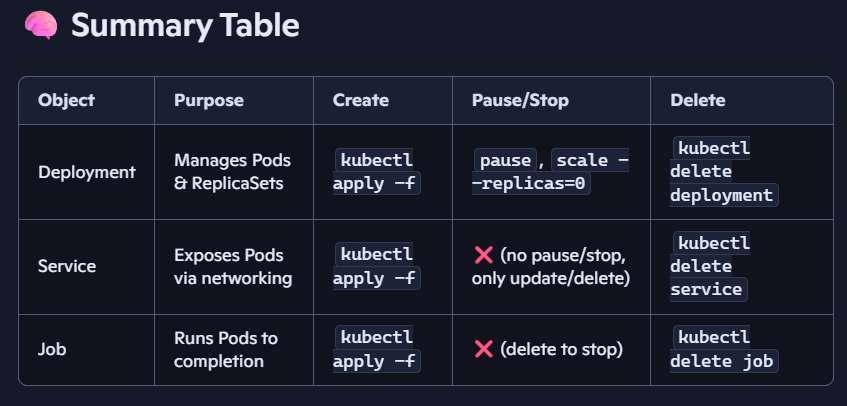 🧠 Summary Table
Object Purpose Create Pause/Stop Delete
Deployment
Manages Pods
& ReplicaSets
kubectl
apply -f
pause, scale -
-replicas=0
kubectl
delete
deployment
Service
Exposes Pods
via networking
kubectl
apply -f
❌ (no pause/stop,
only update/delete)
kubectl
delete
service
Job
Runs Pods to
completion
kubectl
apply -f
❌ (delete to stop)
kubectl
delete job